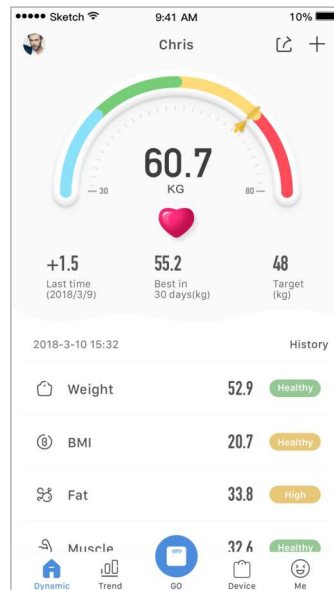 Sketch 9:41 AM 10%
Chris
60.7
KG
30 80
+1.5 55.2 48
Last time Best in Target
(2018/3/9) 30 days(kg) (kg)
2018-3-10 15:32 History
Weight 52.9 Healthy
BMI 20.7 Healthy
Fat 33.8 High
Muscle 32.6 Healthy
Dynamic Trend GO Device Me